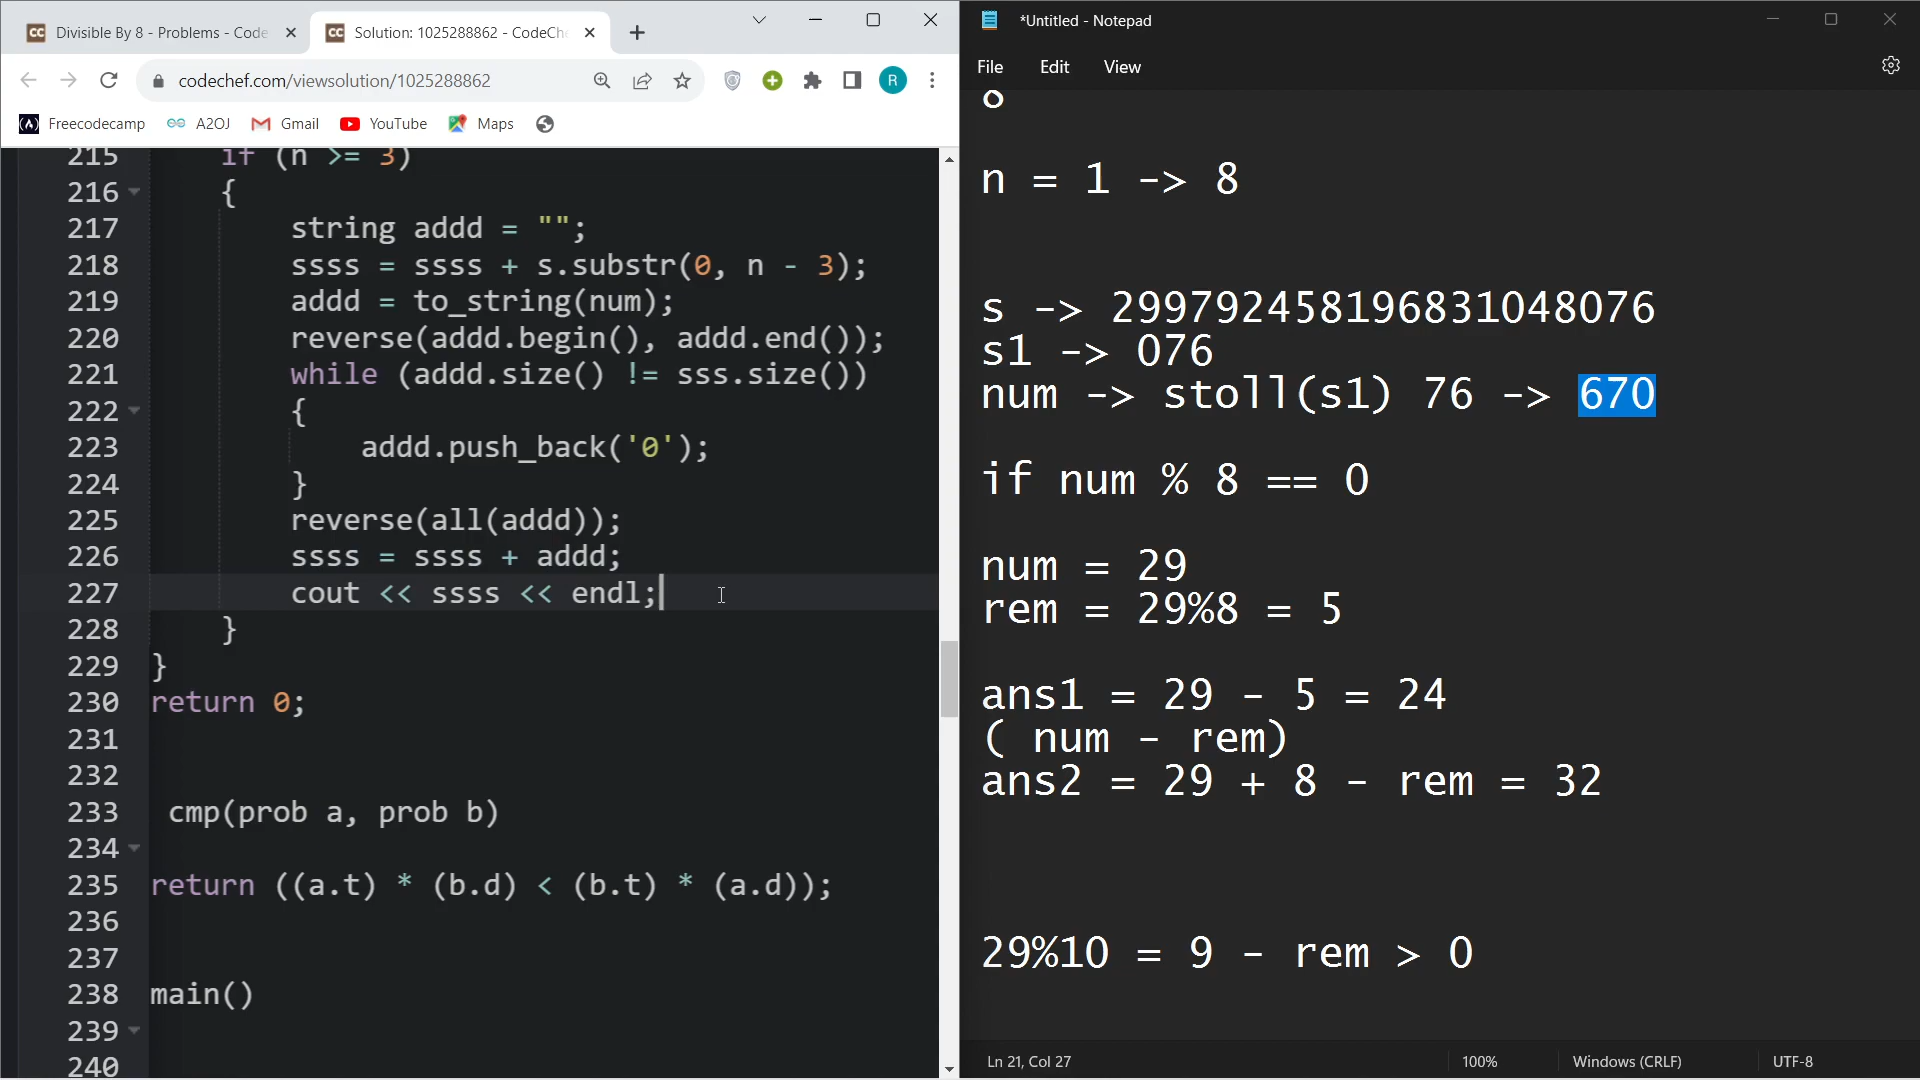 Divisible By 8 - Problems - Code
Solution: 1025288862 - CodeChe
codechef.com/viewsolution/1025288862
R
Freecodecamp
A2OJ
Gmail
YouTube
Maps
215 if (n >= 3)
216 {
217 string addd = "";
218 ssss = ssss + s.substr(0, n - 3);
219 addd = to_string(num);
220 reverse(addd.begin(), addd.end());
221 while (addd.size() != sss.size())
222 {
223 addd.push_back('0');
224 }
225 reverse(all(addd));
226 ssss = ssss + addd;
227 cout << ssss << endl;
228 }
229 }
230 return 0;
231
232
233 cmp(prob a, prob b)
234
235 return ((a.t) * (b.d) < (b.t) * (a.d));
236
237
238 main()
239
240
*Untitled - Notepad
File Edit View
8
n = 1 -> 8
s -> 299792458196831048076
s1 -> 076
num -> stoll(s1) 76 -> 670
if num % 8 == 0
num = 29
rem = 29%8 = 5
ans1 = 29 - 5 = 24
( num - rem)
ans2 = 29 + 8 - rem = 32
29%10 = 9 - rem > 0
Ln 21, Col 27
100%
Windows (CRLF)
UTF-8